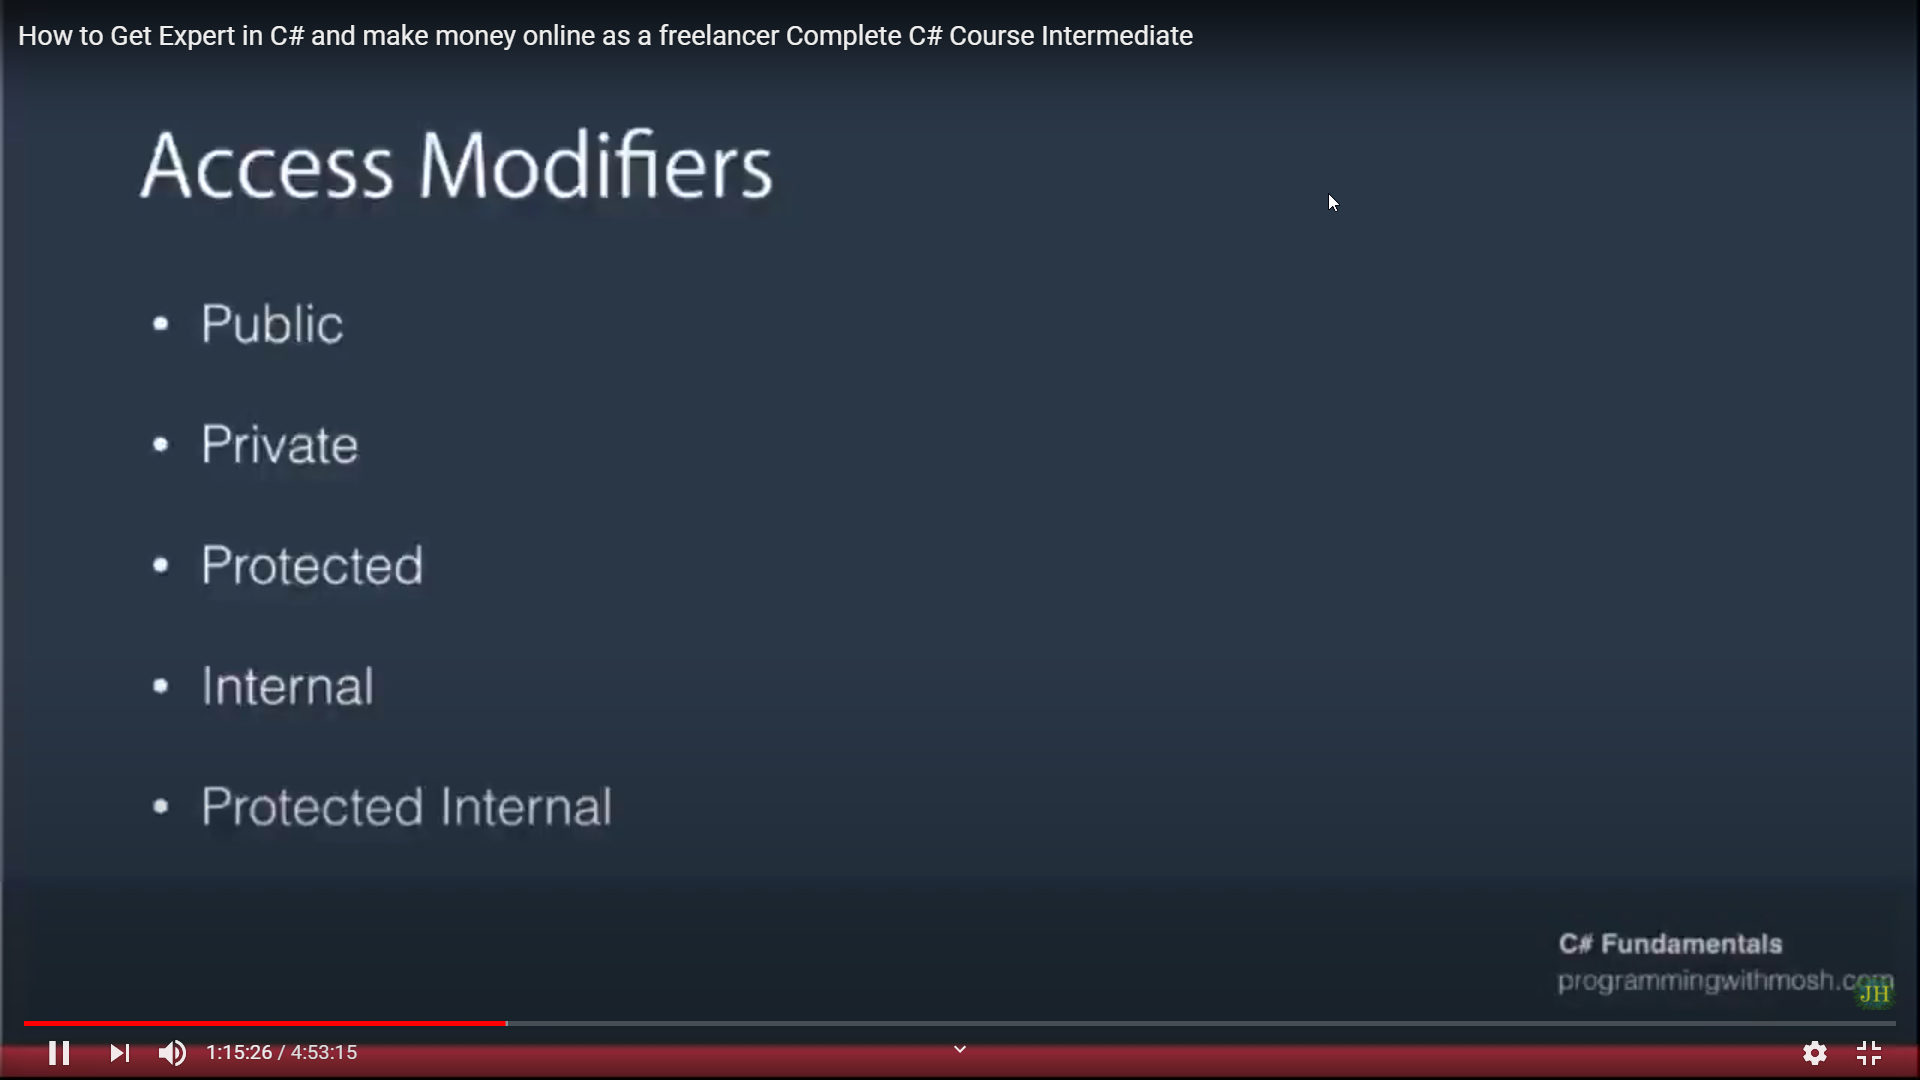 How to Get Expert in C# and make money online as a freelancer Complete C# Course Intermediate
Access Modifiers
• Public
• Private
• Protected
• Internal
• Protected Internal
C# Fundamentals
programmingwithmosh.com
JH
1:15:26 / 4:53:15